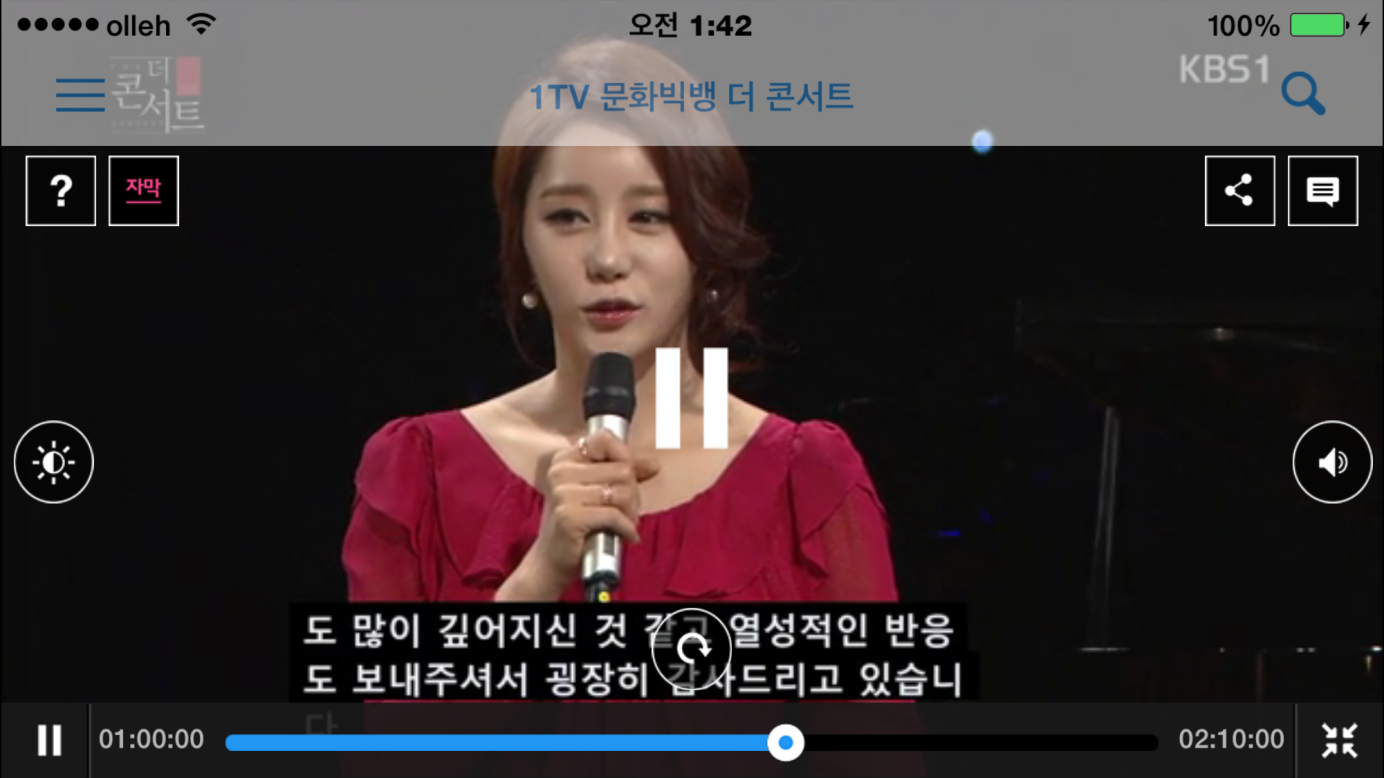 olleh
오전 1:42
100%
더
콘
서트
KBS1
1TV 문화빅뱅 더 콘서트
?
자막
도 많이 깊어지신 것 같고 열성적인 반응
도 보내주셔서 굉장히 감사드리고 있습니
다
01:00:00
02:10:00